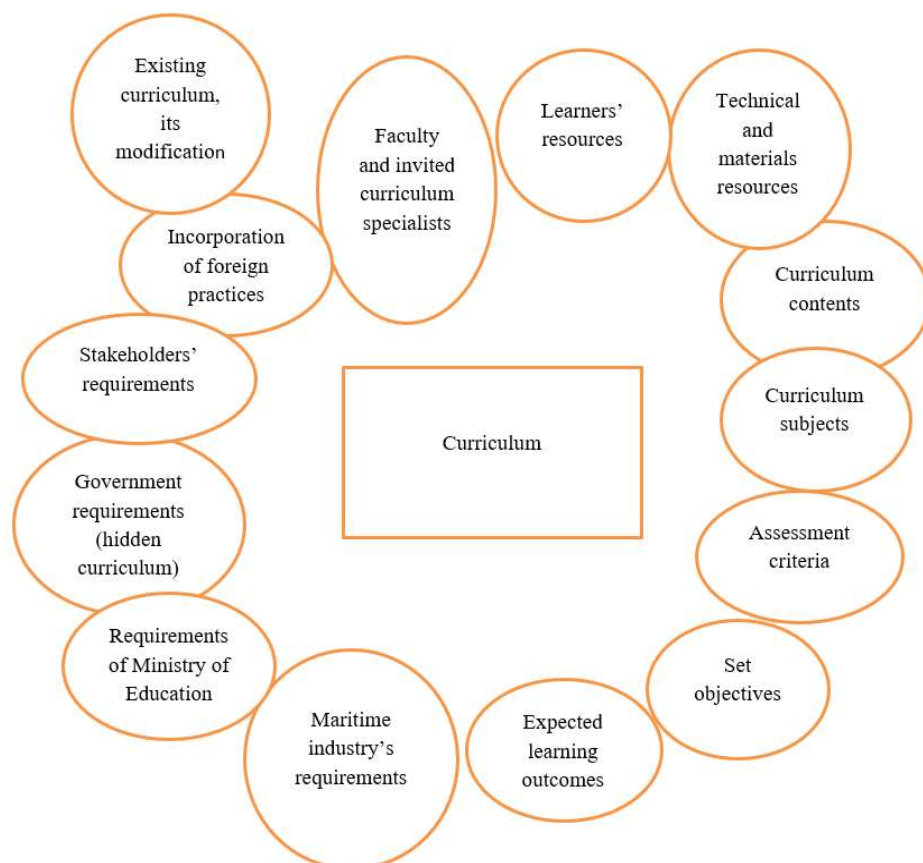 Existing
curriculum,
its
modification
Faculty
and invited
curriculum
specialists
Learners’
resources
Technical
and
materials
resources
Incorporation
of foreign
practices
Curriculum
contents
Stakeholders’
requirements
Curriculum
subjects
Curriculum
Government
requirements
(hidden
curriculum)
Assessment
criteria
Requirements
of Ministry of
Education
Set
objectives
Maritime
industry’s
requirements
Expected
learning
outcomes